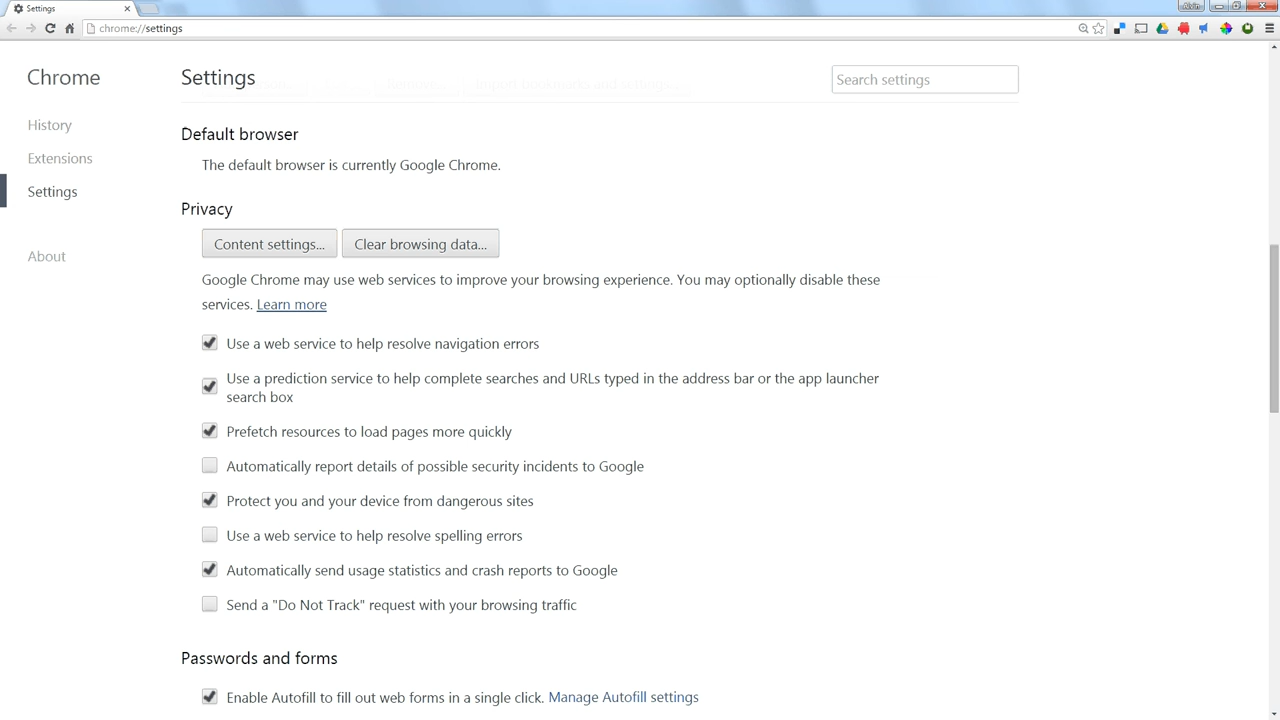 Settings
Alvin
chrome://settings
Chrome
Settings
Search settings
History
Extensions
Settings
About
Default browser
The default browser is currently Google Chrome.
Privacy
Content settings...
Clear browsing data...
Google Chrome may use web services to improve your browsing experience. You may optionally disable these
services. Learn more
Use a web service to help resolve navigation errors
Use a prediction service to help complete searches and URLs typed in the address bar or the app launcher
search box
Prefetch resources to load pages more quickly
Automatically report details of possible security incidents to Google
Protect you and your device from dangerous sites
Use a web service to help resolve spelling errors
Automatically send usage statistics and crash reports to Google
Send a "Do Not Track" request with your browsing traffic
Passwords and forms
Enable Autofill to fill out web forms in a single click. Manage Autofill settings